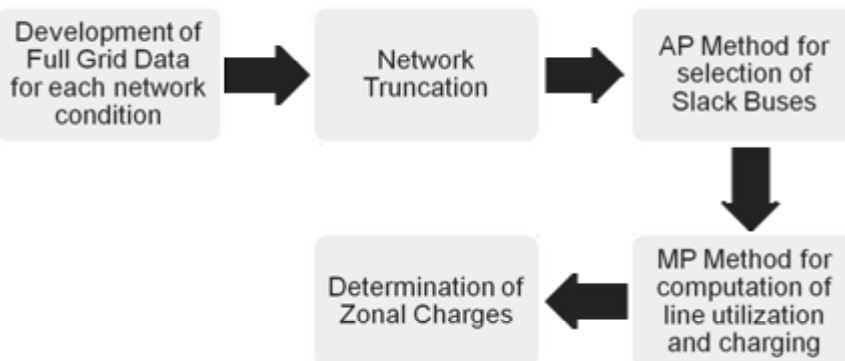 Development of
Full Grid Data
for each network
condition
Network
Truncation
AP Method for
selection of
Slack Buses
MP Method for
computation of
line utilization
and charging
Determination of
Zonal Charges